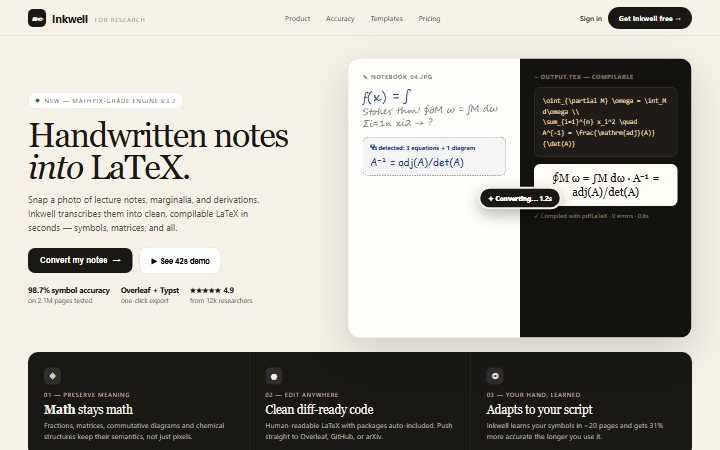 Inkwell FOR RESEARCH
Product Accuracy Templates Pricing
Sign in Get Inkwell free →
NEW — MATHPIX-GRADE ENGINE V3.2
Handwritten notes
into LaTeX.
Snap a photo of lecture notes, marginalia, and derivations.
Inkwell transcribes them into clean, compilable LaTeX in
seconds — symbols, matrices, and all.
Convert my notes →
▶ See 42s demo
98.7% symbol accuracy
on 2.1M pages tested
Overleaf + Typst
one-click export
★★★★★ 4.9
from 12k researchers
NOTEBOOK_04.JPG
f(x) = ∫
Stokes' thm! ∮∂M ω = ∫M dω
Σi=1n xi2 → ?
detected: 3 equations + 1 diagram
A⁻¹ = adj(A)/det(A)
Converting... 1.2s
OUTPUT.TEX — COMPILABLE
\oint_{\partial M} \omega = \int_M
d\omega \\
\sum_{i=1}^{n} x_i^2 \quad
A^{-1} = \frac{\mathrm{adj}(A)}
{\det(A)}
∮M ω = ∫M dω · A⁻¹ =
adj(A)/det(A)
✓ Compiled with pdfLaTeX · 0 errors · 0.8s
01 — PRESERVE MEANING
Math stays math
Fractions, matrices, commutative diagrams and chemical
structures keep their semantics, not just pixels.
02 — EDIT ANYWHERE
Clean diff-ready code
Human-readable LaTeX with packages auto-included. Push
straight to Overleaf, GitHub, or arXiv.
03 — YOUR HAND, LEARNED
Adapts to your script
Inkwell learns your symbols in ~20 pages and gets 31%
more accurate the longer you use it.